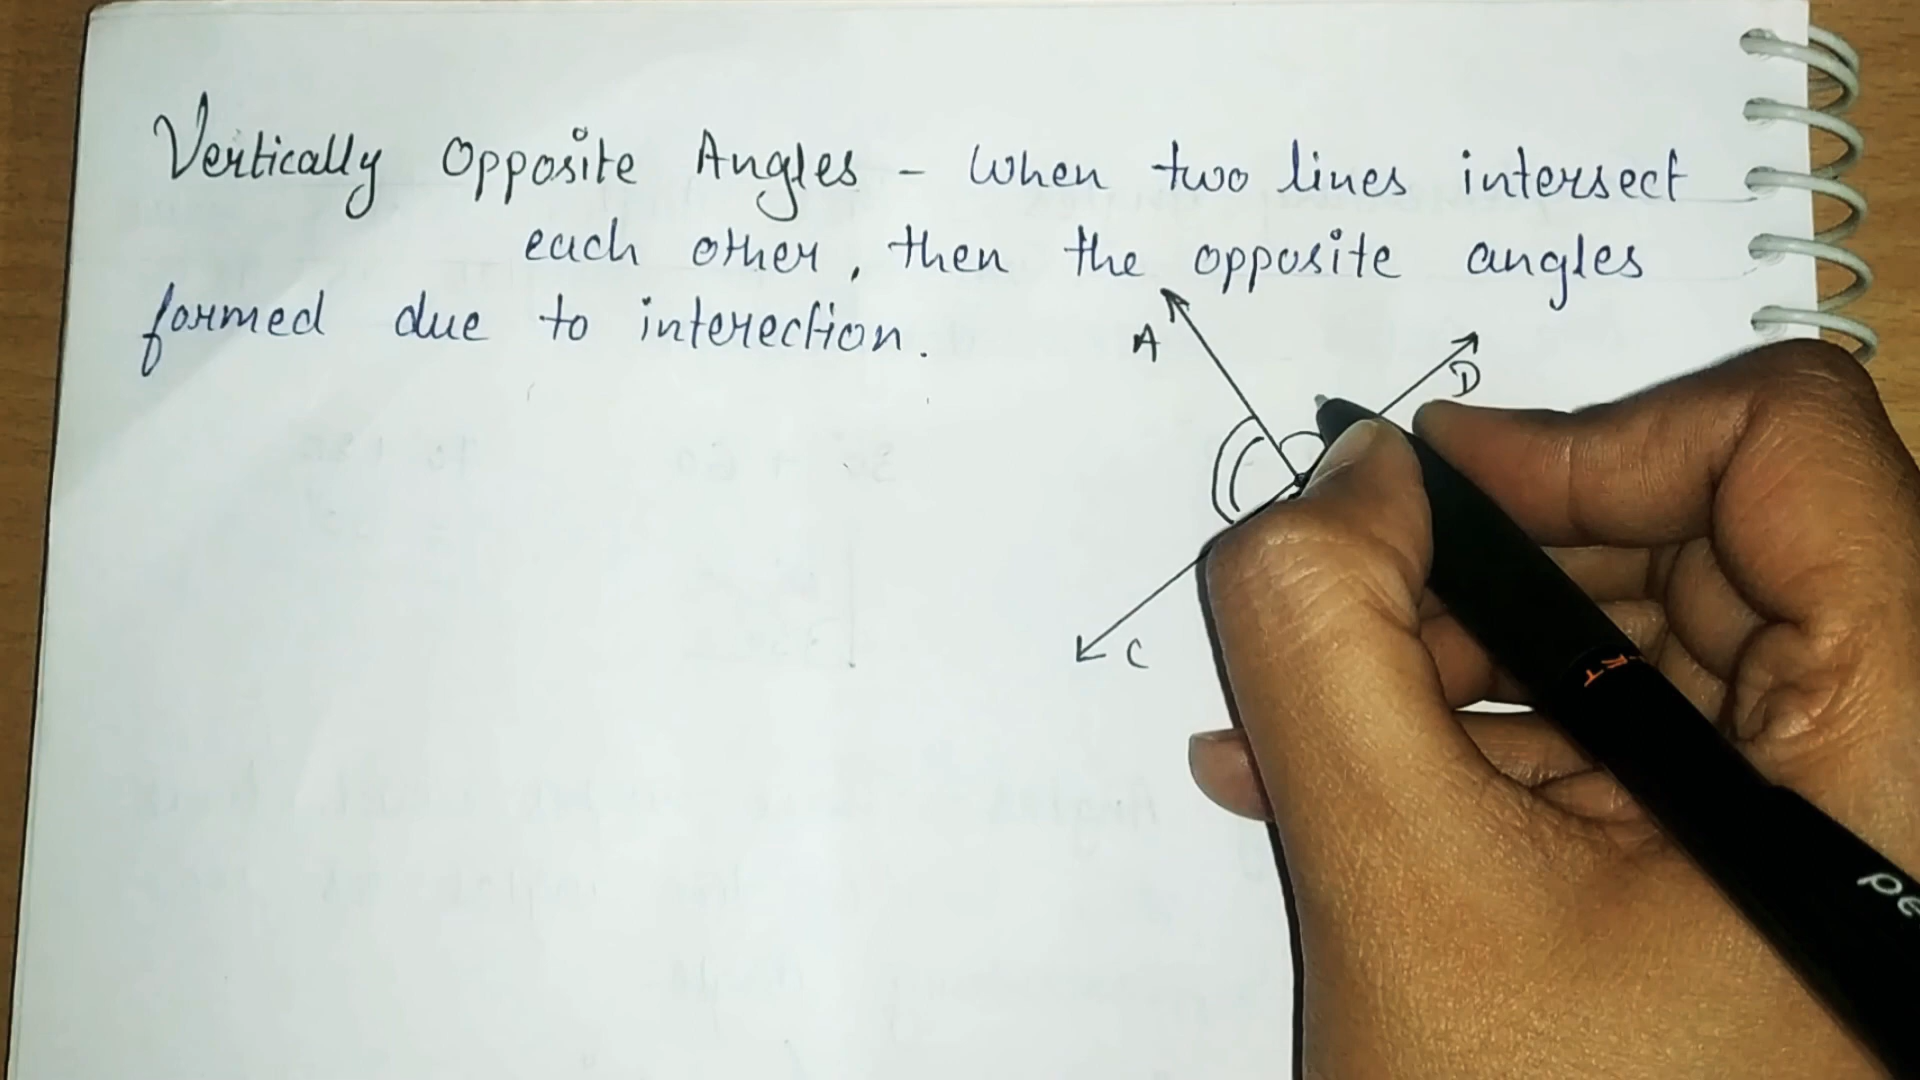 Vertically Opposite Angles - When two lines intersect
each other, then the opposite angles
formed due to interection.
A
D
C